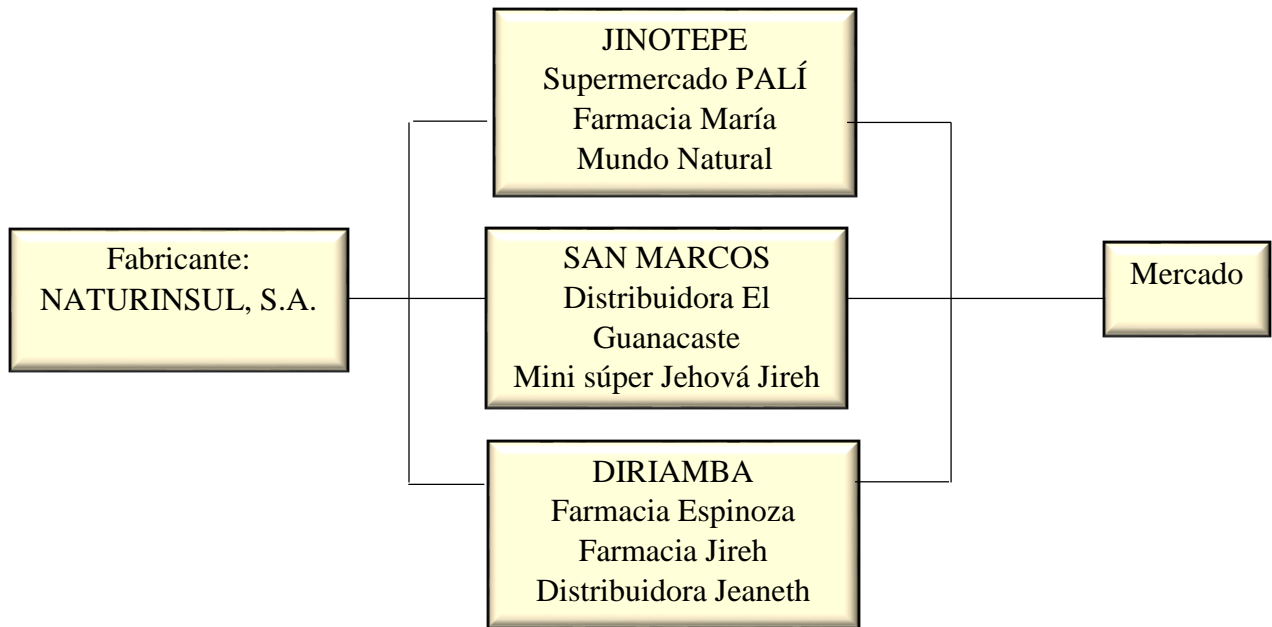 JINOTEPE
Supermercado PALÍ
Farmacia María
Mundo Natural
Fabricante:
NATURINSUL, S.A.
SAN MARCOS
Distribuidora El
Guanacaste
Mini súper Jehová Jireh
Mercado
DIRIAMBA
Farmacia Espinoza
Farmacia Jireh
Distribuidora Jeaneth